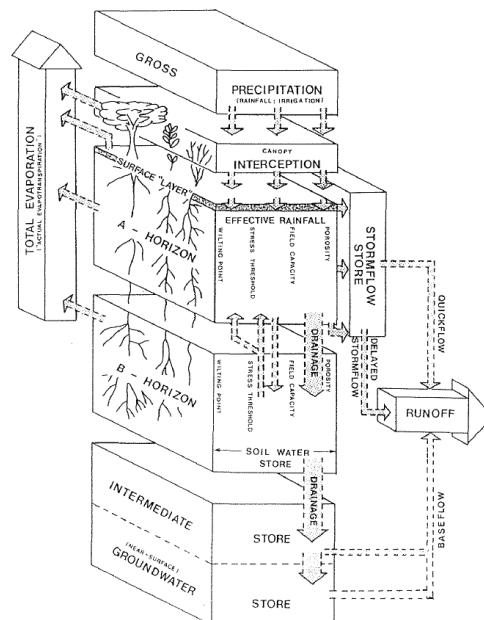 GROSS
PRECIPITATION
(RAINFALL; IRRIGATION)
CANOPY
INTERCEPTION
TOTAL EVAPORATION
("ACTUAL EVAPOTRANSPIRATION")
SURFACE "LAYER"
EFFECTIVE RAINFALL
A - HORIZON
WILTING POINT
STRESS THRESHOLD
FIELD CAPACITY
POROSITY
STORMFLOW
STORE
DRAINAGE
QUICKFLOW
DELAYED
STORMFLOW
B - HORIZON
WILTING POINT
STRESS THRESHOLD
FIELD CAPACITY
POROSITY
RUNOFF
SOIL WATER
STORE
DRAINAGE
INTERMEDIATE
STORE
(NEAR-SURFACE)
GROUNDWATER
STORE
BASEFLOW